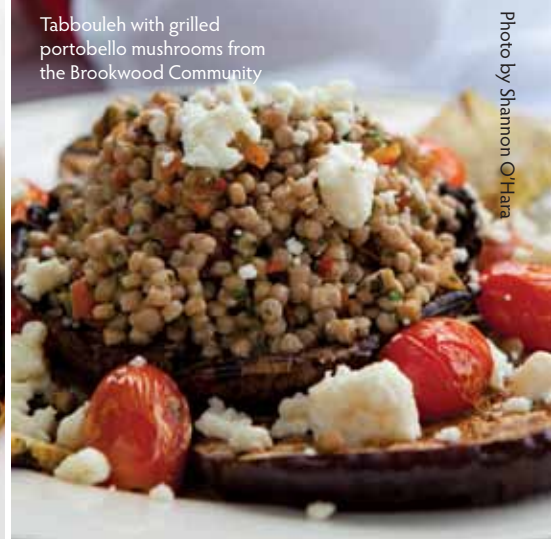 Tabbouleh with grilled
portobello mushrooms from
the Brookwood Community
Photo by Shannon O'Hara